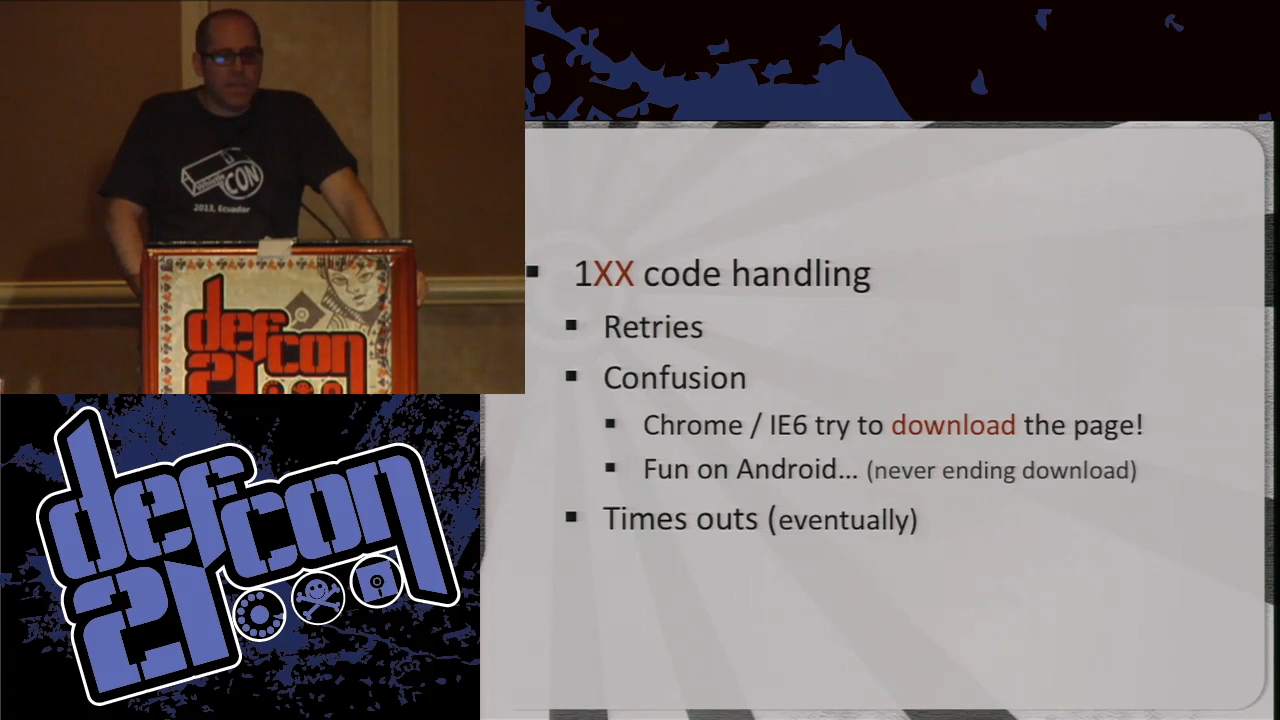 Whistle
CON
2013, Ecuador
defcon
21
defcon
21
1XX code handling
Retries
Confusion
Chrome / IE6 try to download the page!
Fun on Android... (never ending download)
Times outs (eventually)